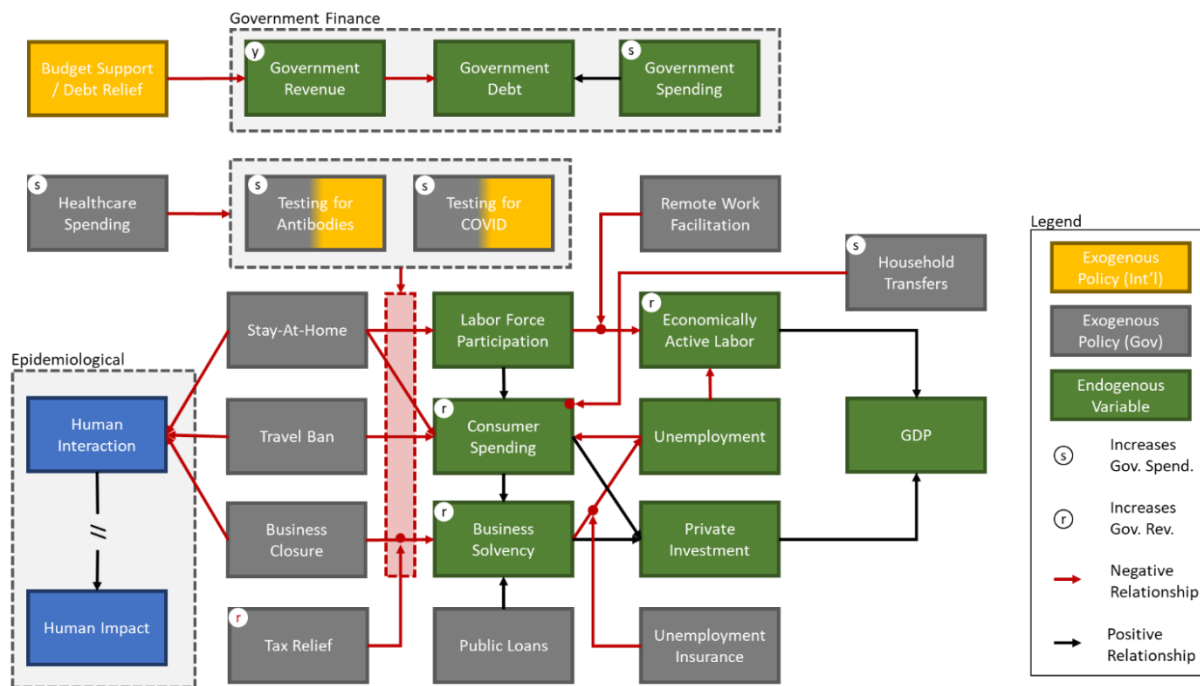 Government Finance
y
s
Budget Support
/ Debt Relief
Government
Revenue
Government
Debt
Government
Spending
s
Healthcare
Spending
s
Testing for
Antibodies
s
Testing for
COVID
Remote Work
Facilitation
s
Household
Transfers
Legend
Exogenous
Policy (Int'l)
Exogenous
Policy (Gov)
Endogenous
Variable
s
Increases
Gov. Spend.
r
Increases
Gov. Rev.
Negative
Relationship
Positive
Relationship
Stay-At-Home
Labor Force
Participation
r
Economically
Active Labor
Epidemiological
Human
Interaction
Travel Ban
r
Consumer
Spending
Unemployment
GDP
//
Business
Closure
r
Business
Solvency
Private
Investment
Human Impact
r
Tax Relief
Public Loans
Unemployment
Insurance